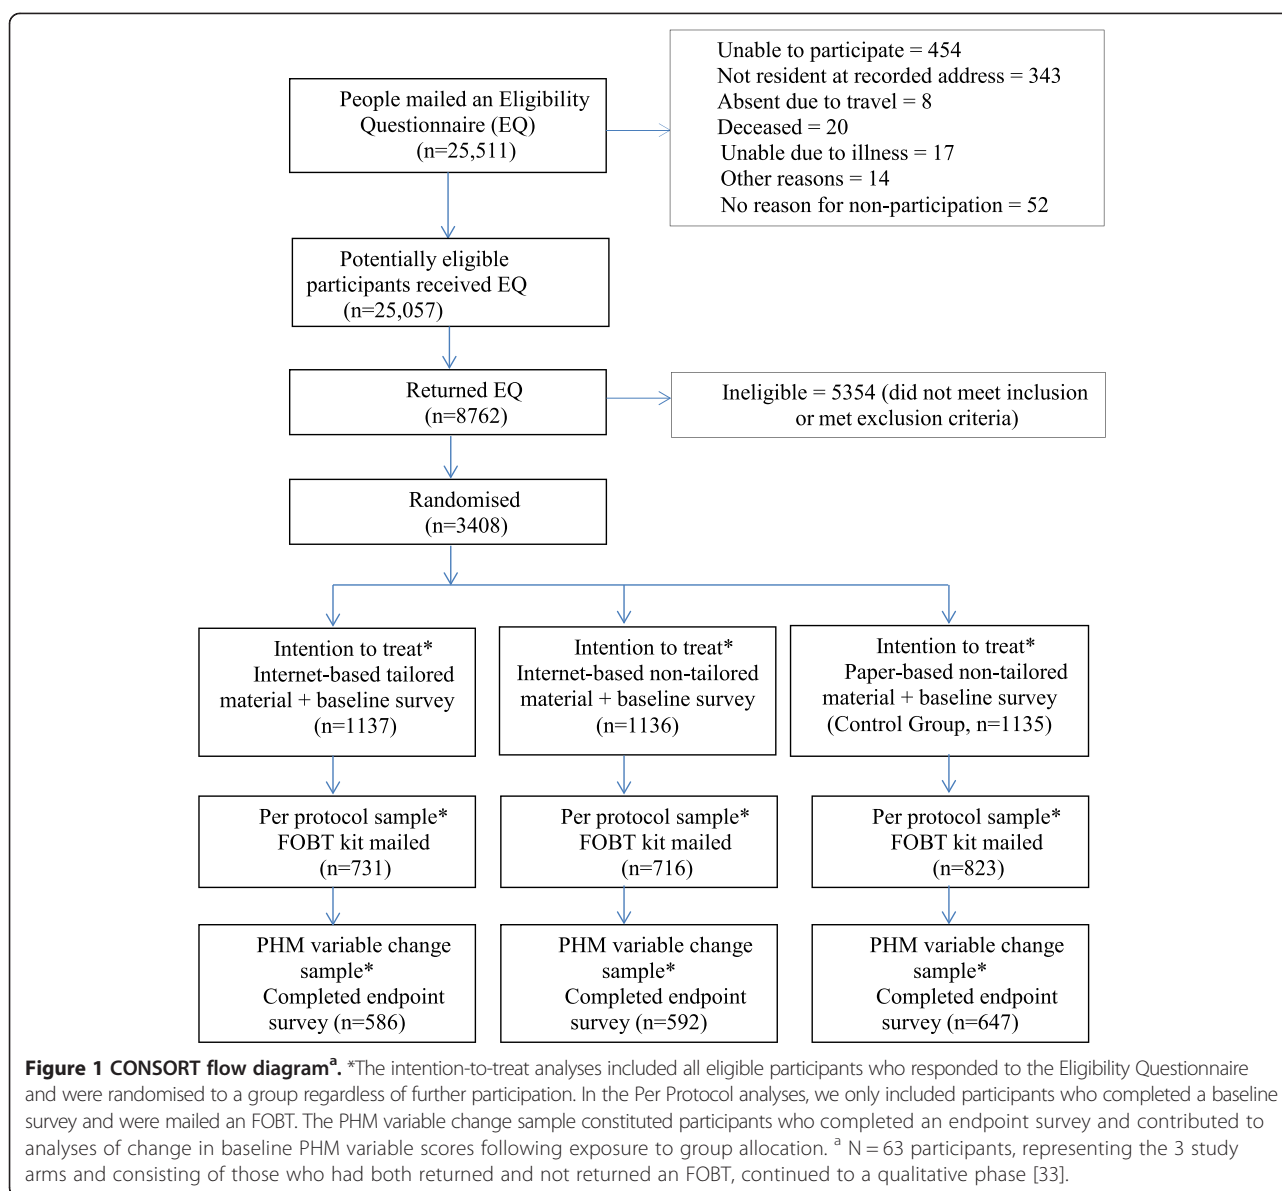 People mailed an Eligibility
Questionnaire (EQ)
(n=25,511)
Unable to participate = 454
Not resident at recorded address = 343
Absent due to travel = 8
Deceased = 20
Unable due to illness = 17
Other reasons = 14
No reason for non-participation = 52
Potentially eligible
participants received EQ
(n=25,057)
Returned EQ
(n=8762)
Ineligible = 5354 (did not meet inclusion
or met exclusion criteria)
Randomised
(n=3408)
Intention to treat*
Internet-based tailored
material + baseline survey
(n=1137)
Intention to treat*
Internet-based non-tailored
material + baseline survey
(n=1136)
Intention to treat*
Paper-based non-tailored
material + baseline survey
(Control Group, n=1135)
Per protocol sample*
FOBT kit mailed
(n=731)
Per protocol sample*
FOBT kit mailed
(n=716)
Per protocol sample*
FOBT kit mailed
(n=823)
PHM variable change
sample*
Completed endpoint
survey (n=586)
PHM variable change
sample*
Completed endpoint
survey (n=592)
PHM variable change
sample*
Completed endpoint
survey (n=647)
Figure 1 CONSORT flow diagramª. *The intention-to-treat analyses included all eligible participants who responded to the Eligibility Questionnaire
and were randomised to a group regardless of further participation. In the Per Protocol analyses, we only included participants who completed a baseline
survey and were mailed an FOBT. The PHM variable change sample constituted participants who completed an endpoint survey and contributed to
analyses of change in baseline PHM variable scores following exposure to group allocation. ª N = 63 participants, representing the 3 study
arms and consisting of those who had both returned and not returned an FOBT, continued to a qualitative phase [33].